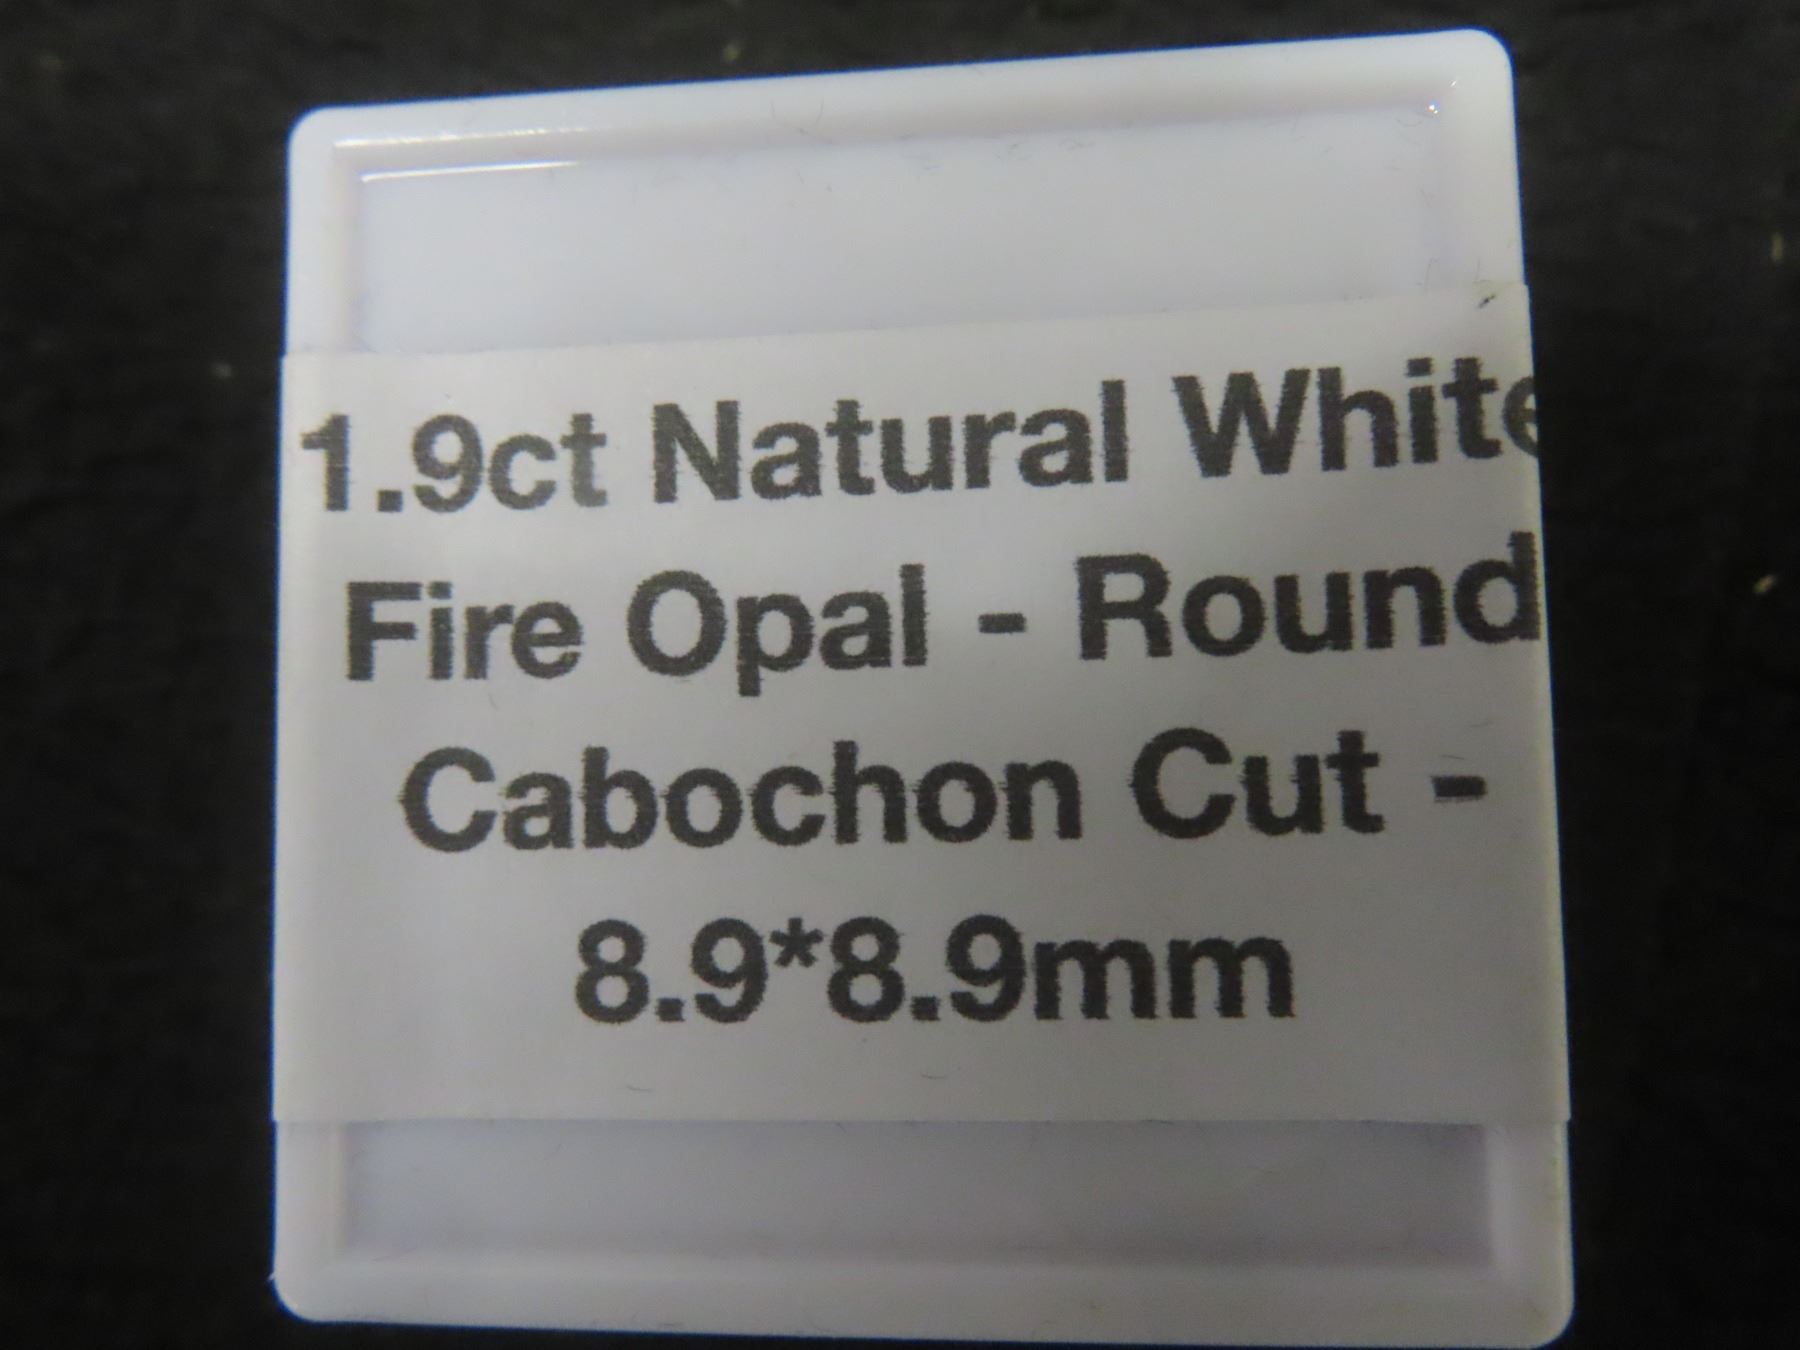 1.9ct Natural White
Fire Opal - Round
Cabochon Cut -
8.9*8.9mm